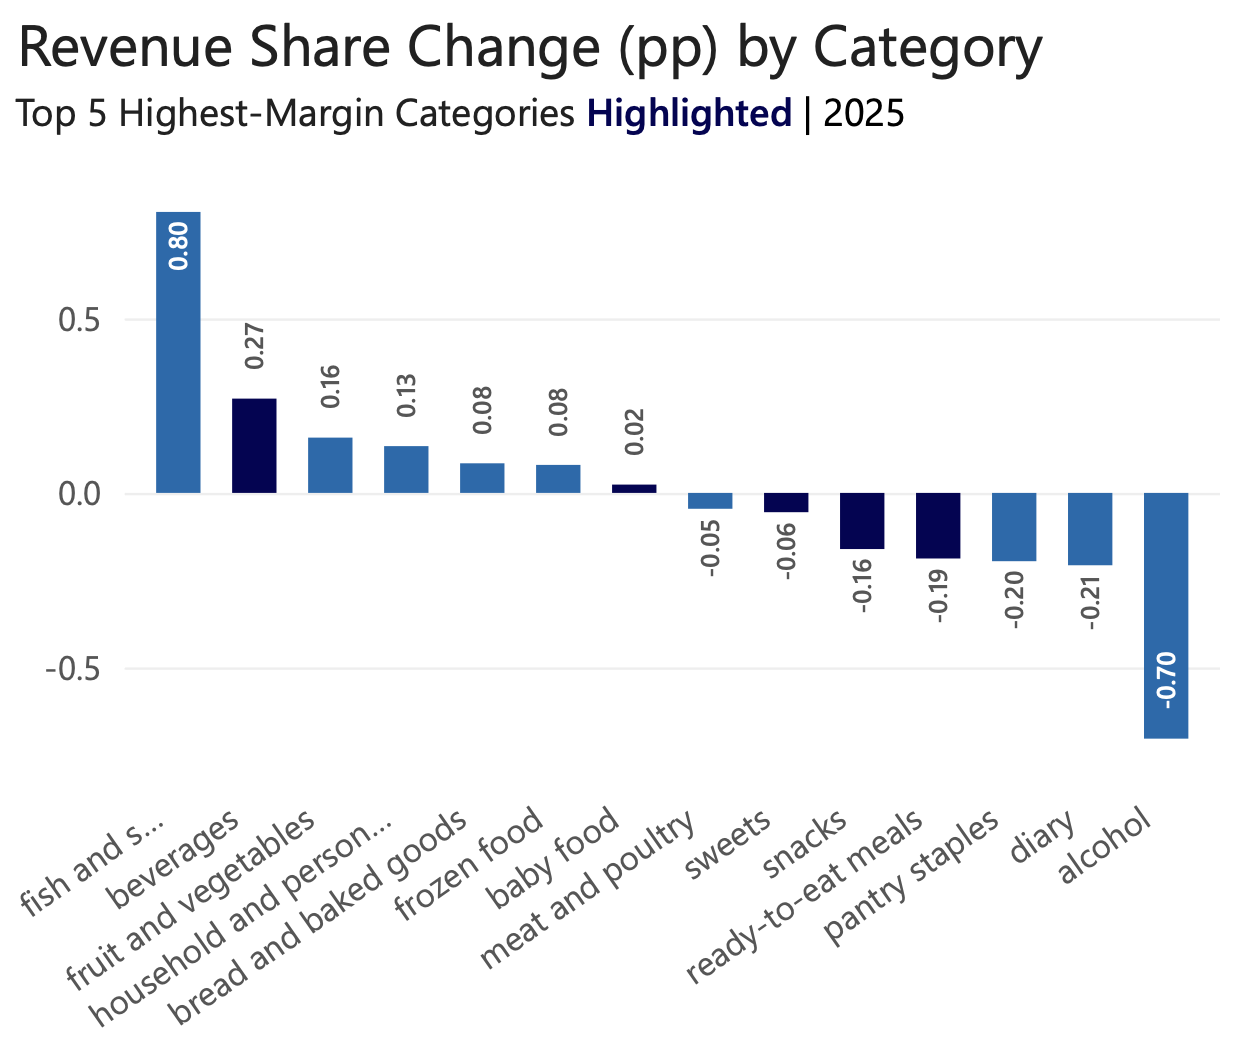 Revenue Share Change (pp) by Category
Top 5 Highest-Margin Categories Highlighted | 2025
0.5
0.0
-0.5
0.80
0.27
0.16
0.13
0.08
0.08
0.02
-0.05
-0.06
-0.16
-0.19
-0.20
-0.21
-0.70
fish and s...
beverages
fruit and vegetables
household and person...
bread and baked goods
frozen food
baby food
meat and poultry
sweets
snacks
ready-to-eat meals
pantry staples
diary
alcohol